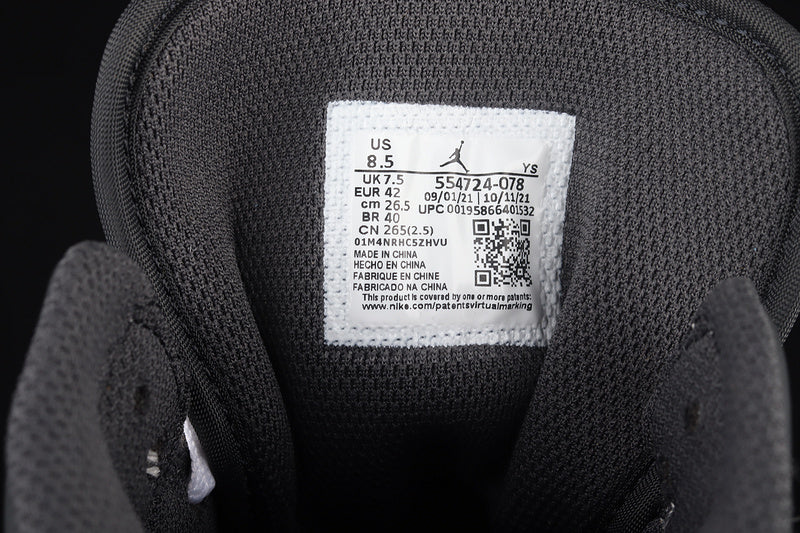 US
8.5
YS
UK 7.5
554724-078
EUR 42
09/01/21 | 10/11/21
cm 26.5
UPC 00195866401532
BR 40
CN 265(2.5)
01M4NRHC5ZHVU
MADE IN CHINA
HECHO EN CHINA
FABRIQUE EN CHINE
FABRICADO NA CHINA
This product is covered by one or more patents:
www.nike.com/patentsvirtualmarking